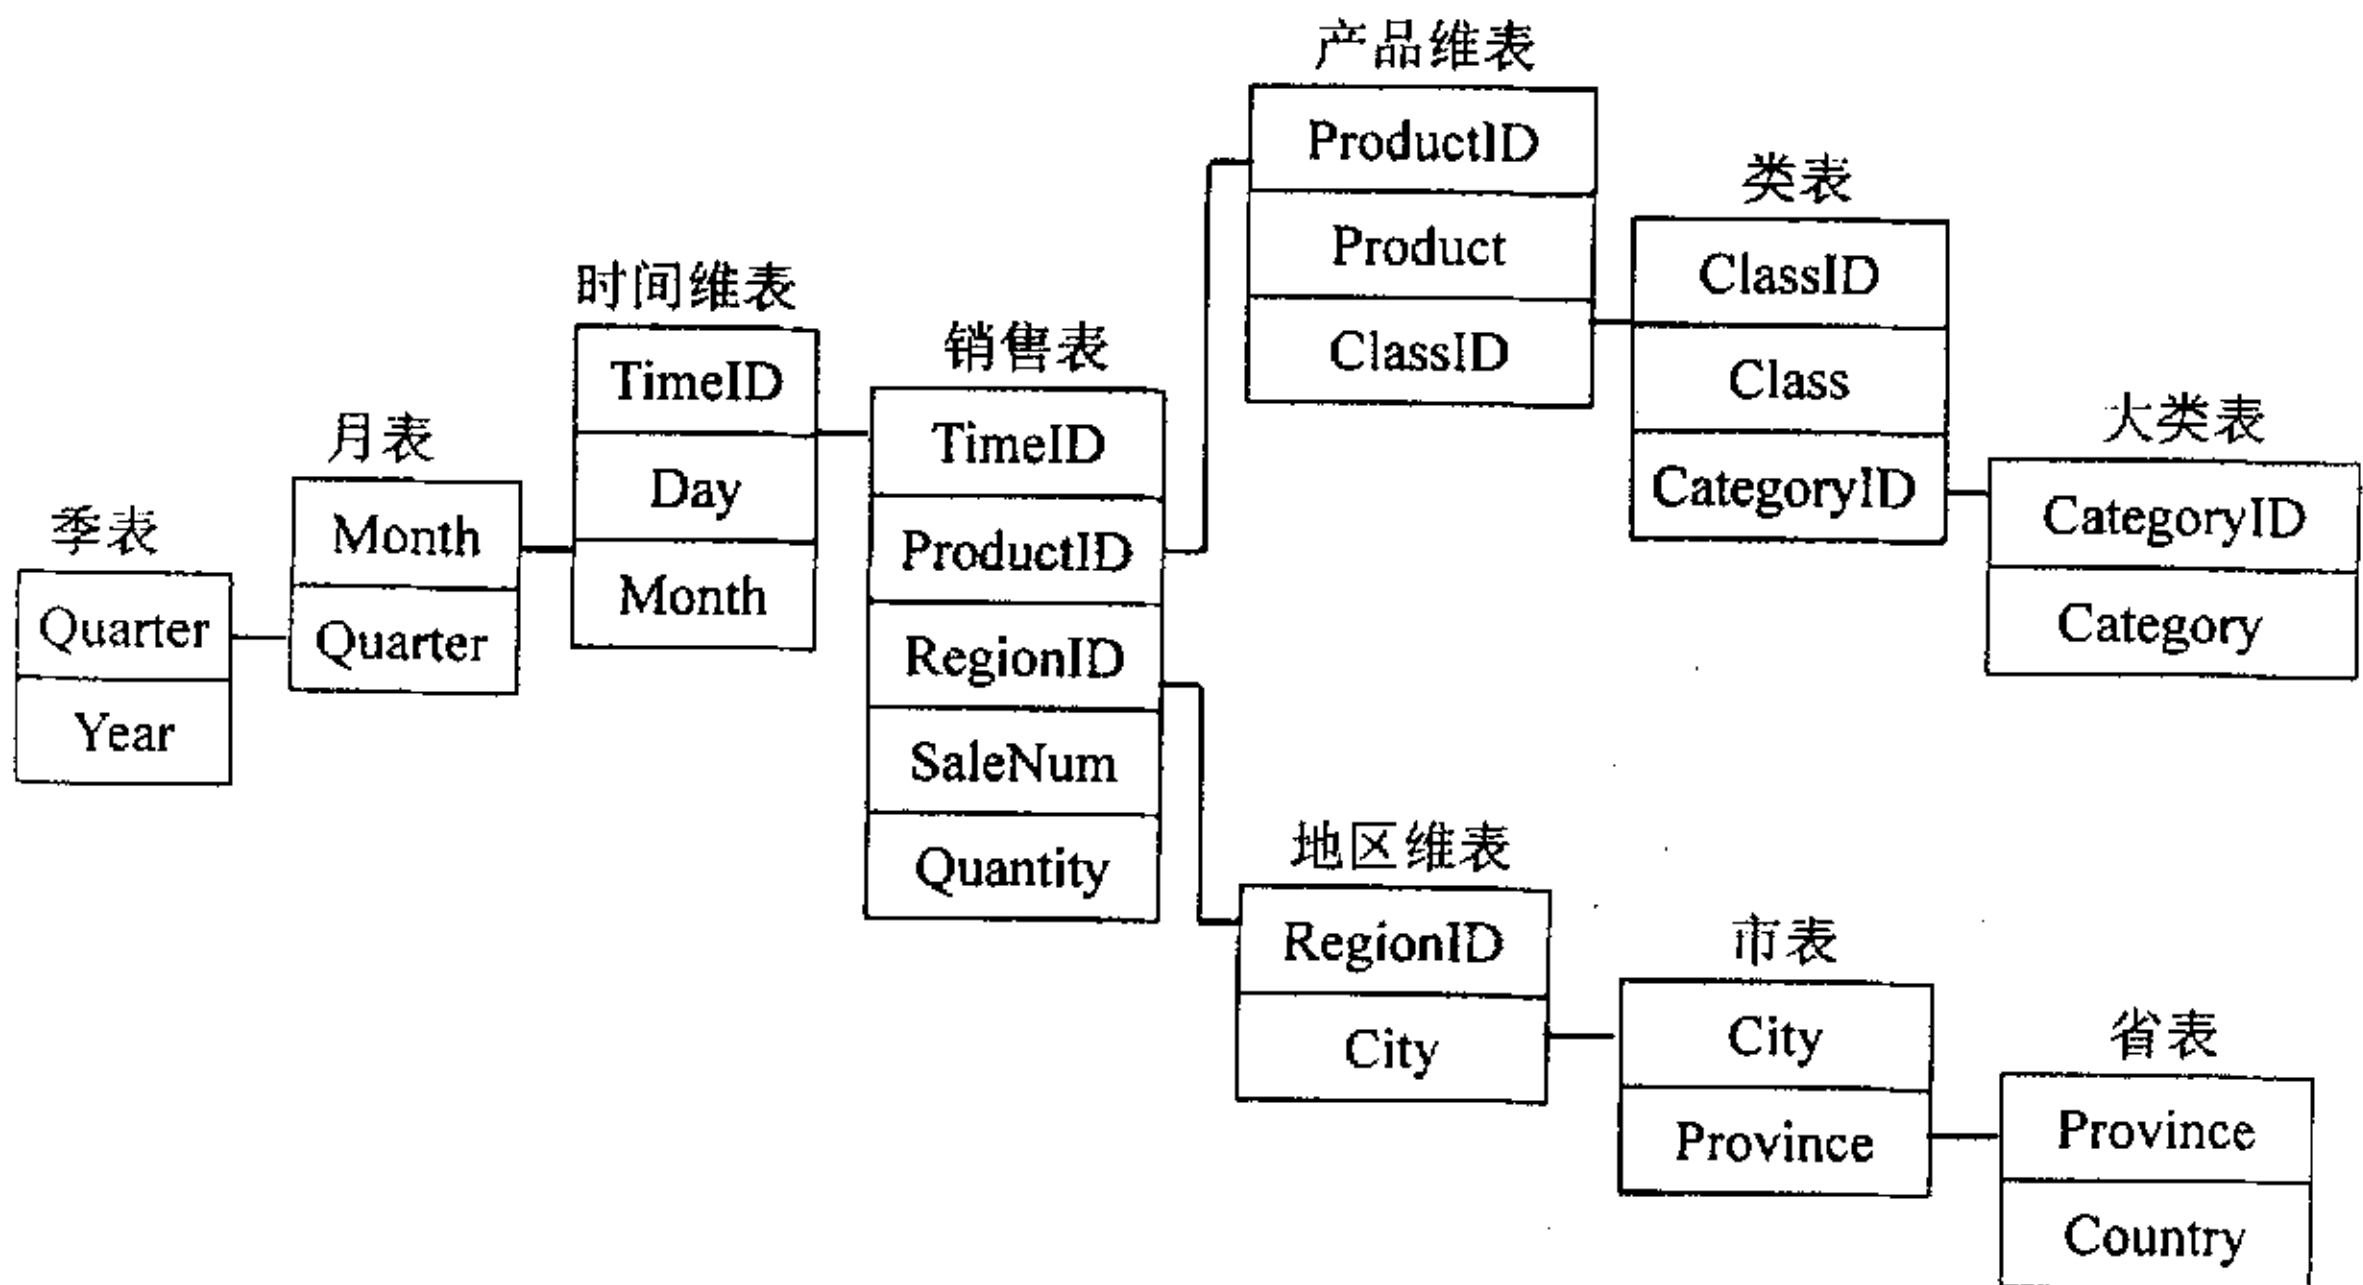 季表
Quarter
Year
月表
Month
Quarter
时间维表
TimeID
Day
Month
销售表
TimeID
ProductID
RegionID
SaleNum
Quantity
产品维表
ProductID
Product
ClassID
类表
ClassID
Class
CategoryID
大类表
CategoryID
Category
地区维表
RegionID
City
市表
City
Province
省表
Province
Country